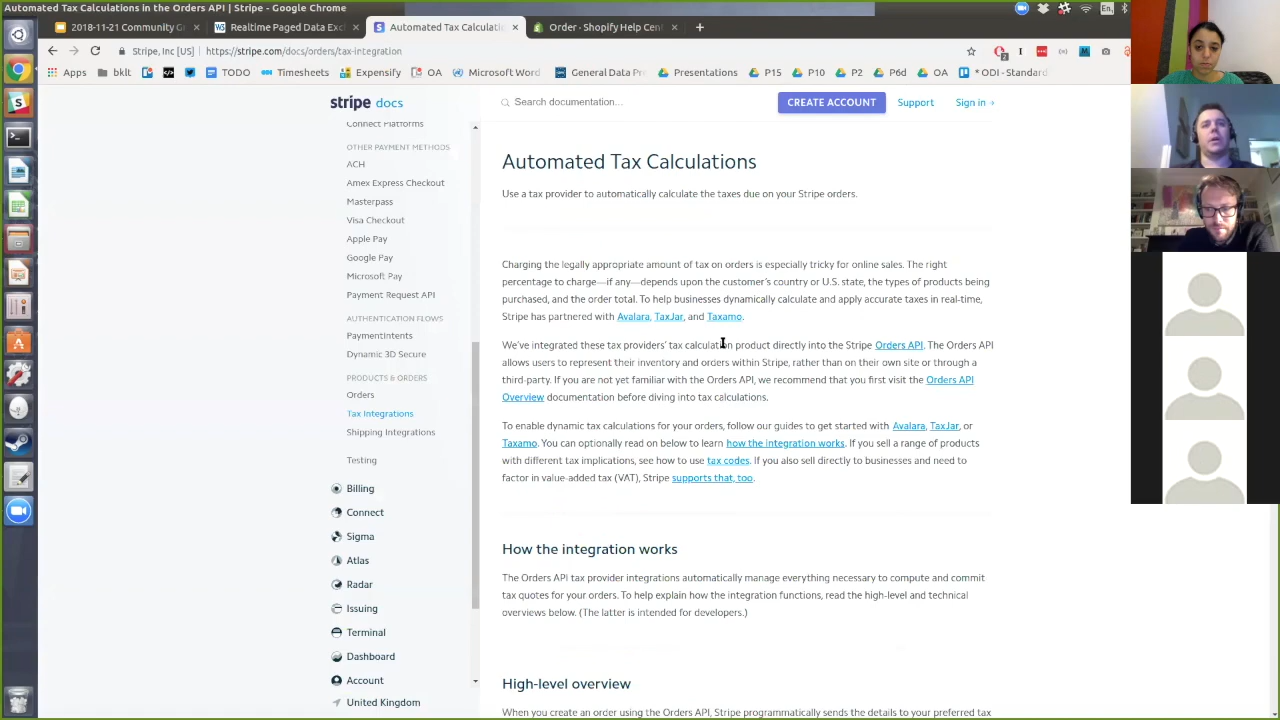 Automated Tax Calculations in the Orders API | Stripe - Google Chrome
En
2018-11-21 Community Gr
Realtime Paged Data Exch
Automated Tax Calculation
Order · Shopify Help Cent
Stripe, Inc [US]
https://stripe.com/docs/orders/tax-integration
Apps
bklt
TODO
Timesheets
Expensify
OA
Microsoft Word
General Data Pr
Presentations
P15
P10
P2
P6d
OA
* ODI - Standard
stripe docs
Search documentation...
CREATE ACCOUNT
Support
Sign in
Connect Platforms
OTHER PAYMENT METHODS
ACH
Amex Express Checkout
Masterpass
Visa Checkout
Apple Pay
Google Pay
Microsoft Pay
Payment Request API
AUTHENTICATION FLOWS
PaymentIntents
Dynamic 3D Secure
PRODUCTS & ORDERS
Orders
Tax Integrations
Shipping Integrations
Testing
Billing
Connect
Sigma
Atlas
Radar
Issuing
Terminal
Dashboard
Account
United Kingdom
Automated Tax Calculations
Use a tax provider to automatically calculate the taxes due on your Stripe orders.
Charging the legally appropriate amount of tax on orders is especially tricky for online sales. The right
percentage to charge—if any—depends upon the customer's country or U.S. state, the types of products being
purchased, and the order total. To help businesses dynamically calculate and apply accurate taxes in real-time,
Stripe has partnered with Avalara, TaxJar, and Taxamo.
We've integrated these tax providers' tax calculation product directly into the Stripe Orders API. The Orders API
allows users to represent their inventory and orders within Stripe, rather than on their own site or through a
third-party. If you are not yet familiar with the Orders API, we recommend that you first visit the Orders API
Overview documentation before diving into tax calculations.
To enable dynamic tax calculations for your orders, follow our guides to get started with Avalara, TaxJar, or
Taxamo. You can optionally read on below to learn how the integration works. If you sell a range of products
with different tax implications, see how to use tax codes. If you also sell directly to businesses and need to
factor in value-added tax (VAT), Stripe supports that, too.
How the integration works
The Orders API tax provider integrations automatically manage everything necessary to compute and commit
tax quotes for your orders. To help explain how the integration functions, read the high-level and technical
overviews below. (The latter is intended for developers.)
High-level overview
When you create an order using the Orders API, Stripe programmatically sends the details to your preferred tax